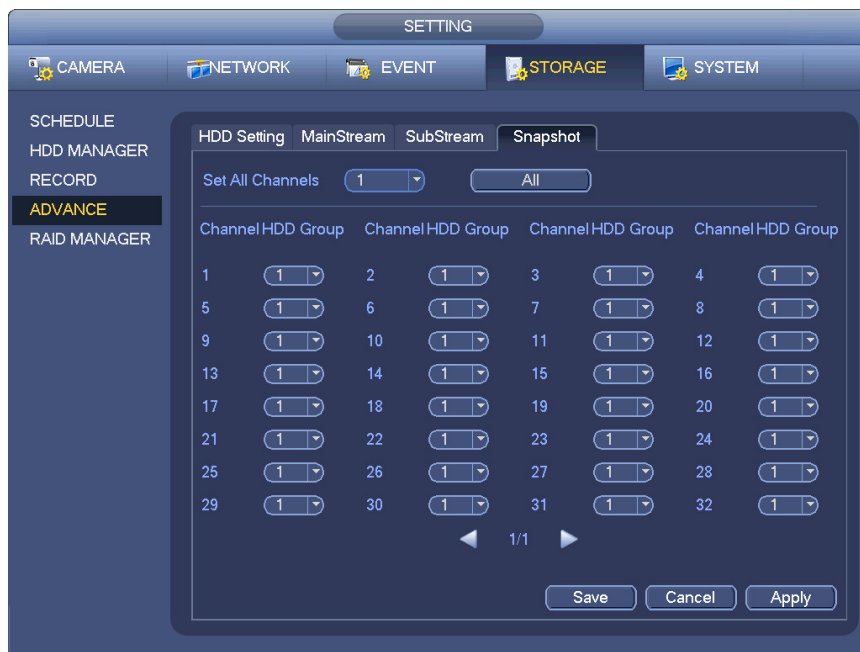 SETTING
CAMERA NETWORK EVENT STORAGE SYSTEM
SCHEDULE
HDD MANAGER
RECORD
ADVANCE
RAID MANAGER
HDD Setting MainStream SubStream Snapshot
Set All Channels 1 All
Channel HDD Group Channel HDD Group Channel HDD Group Channel HDD Group
1 1 2 1 3 1 4 1
5 1 6 1 7 1 8 1
9 1 10 1 11 1 12 1
13 1 14 1 15 1 16 1
17 1 18 1 19 1 20 1
21 1 22 1 23 1 24 1
25 1 26 1 27 1 28 1
29 1 30 1 31 1 32 1
1/1
Save Cancel Apply